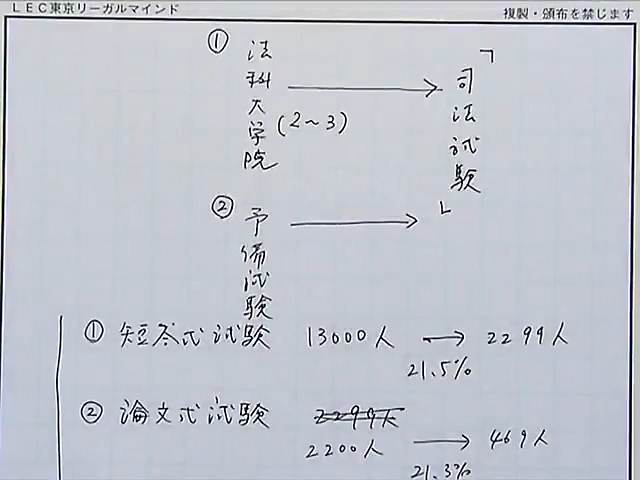 LEC東京リーガルマインド
複製・頒布を禁じます
① 法科大学院 (2〜3) → 「司法試験」
② 予備試験 →
① 短答式試験 13000人 → 2299人
21.5%
② 論文式試験 2299人
2200人 → 469人
21.3%